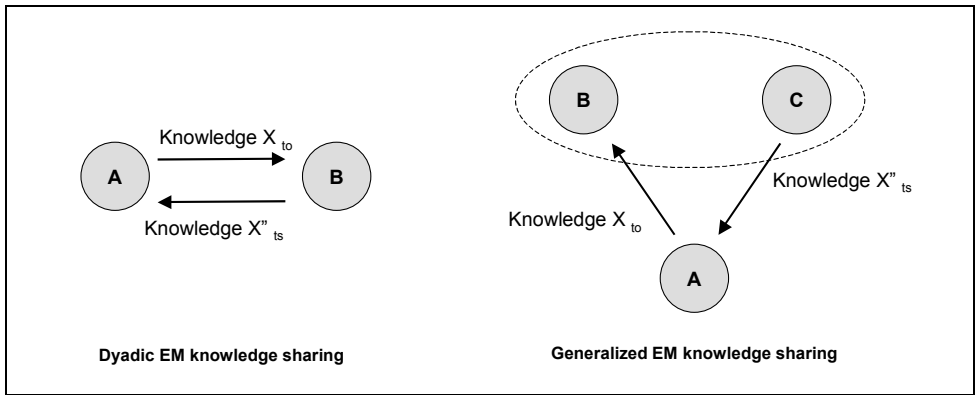 Knowledge X to
A
B
Knowledge X” ts
Dyadic EM knowledge sharing
B
C
Knowledge X” ts
Knowledge X to
A
Generalized EM knowledge sharing